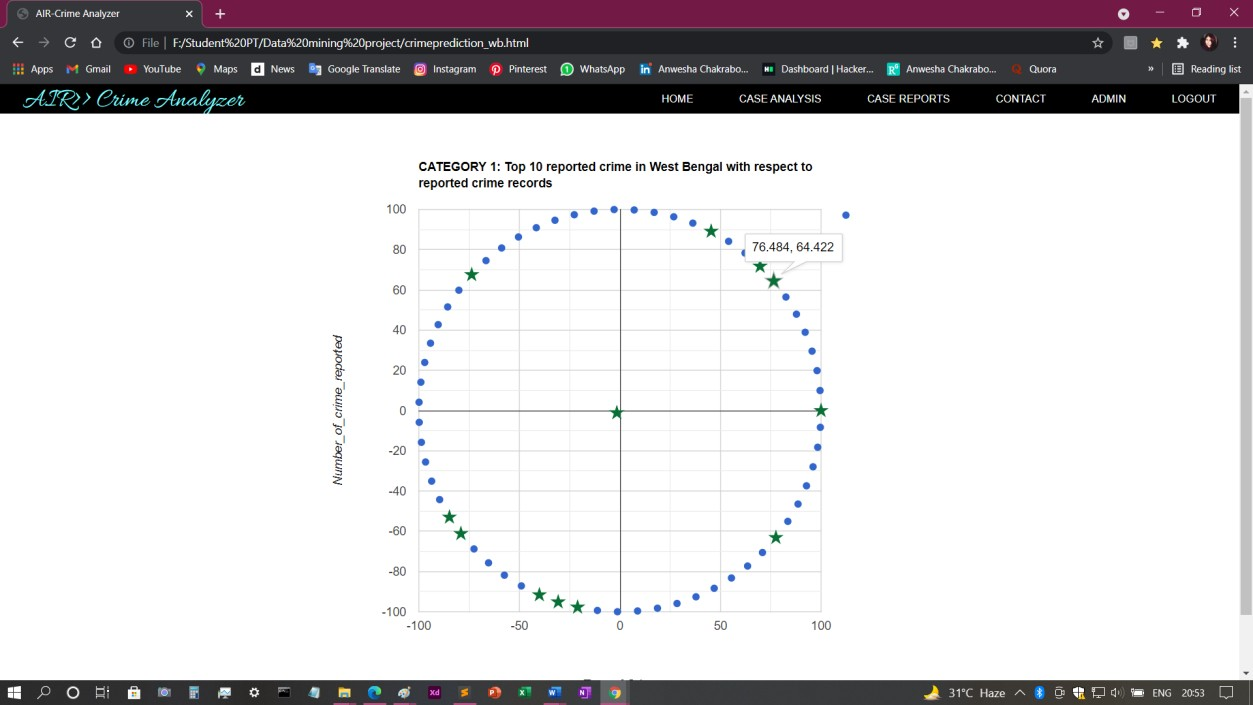 AIR-Crime Analyzer
File | F:/Student%20PT/Data%20mining%20project/crimeprediction_wb.html
Apps Gmail YouTube Maps News Google Translate Instagram Pinterest WhatsApp Anwesha Chakrabo... Dashboard | Hacker... Anwesha Chakrabo... Quora » Reading list
AIR>> Crime Analyzer HOME CASE ANALYSIS CASE REPORTS CONTACT ADMIN LOGOUT
CATEGORY 1: Top 10 reported crime in West Bengal with respect to
reported crime records
Number_of_crime_reported
100
80
60
40
20
0
-20
-40
-60
-80
-100
76.484, 64.422
-100 -50 0 50 100
31°C Haze ENG 20:53